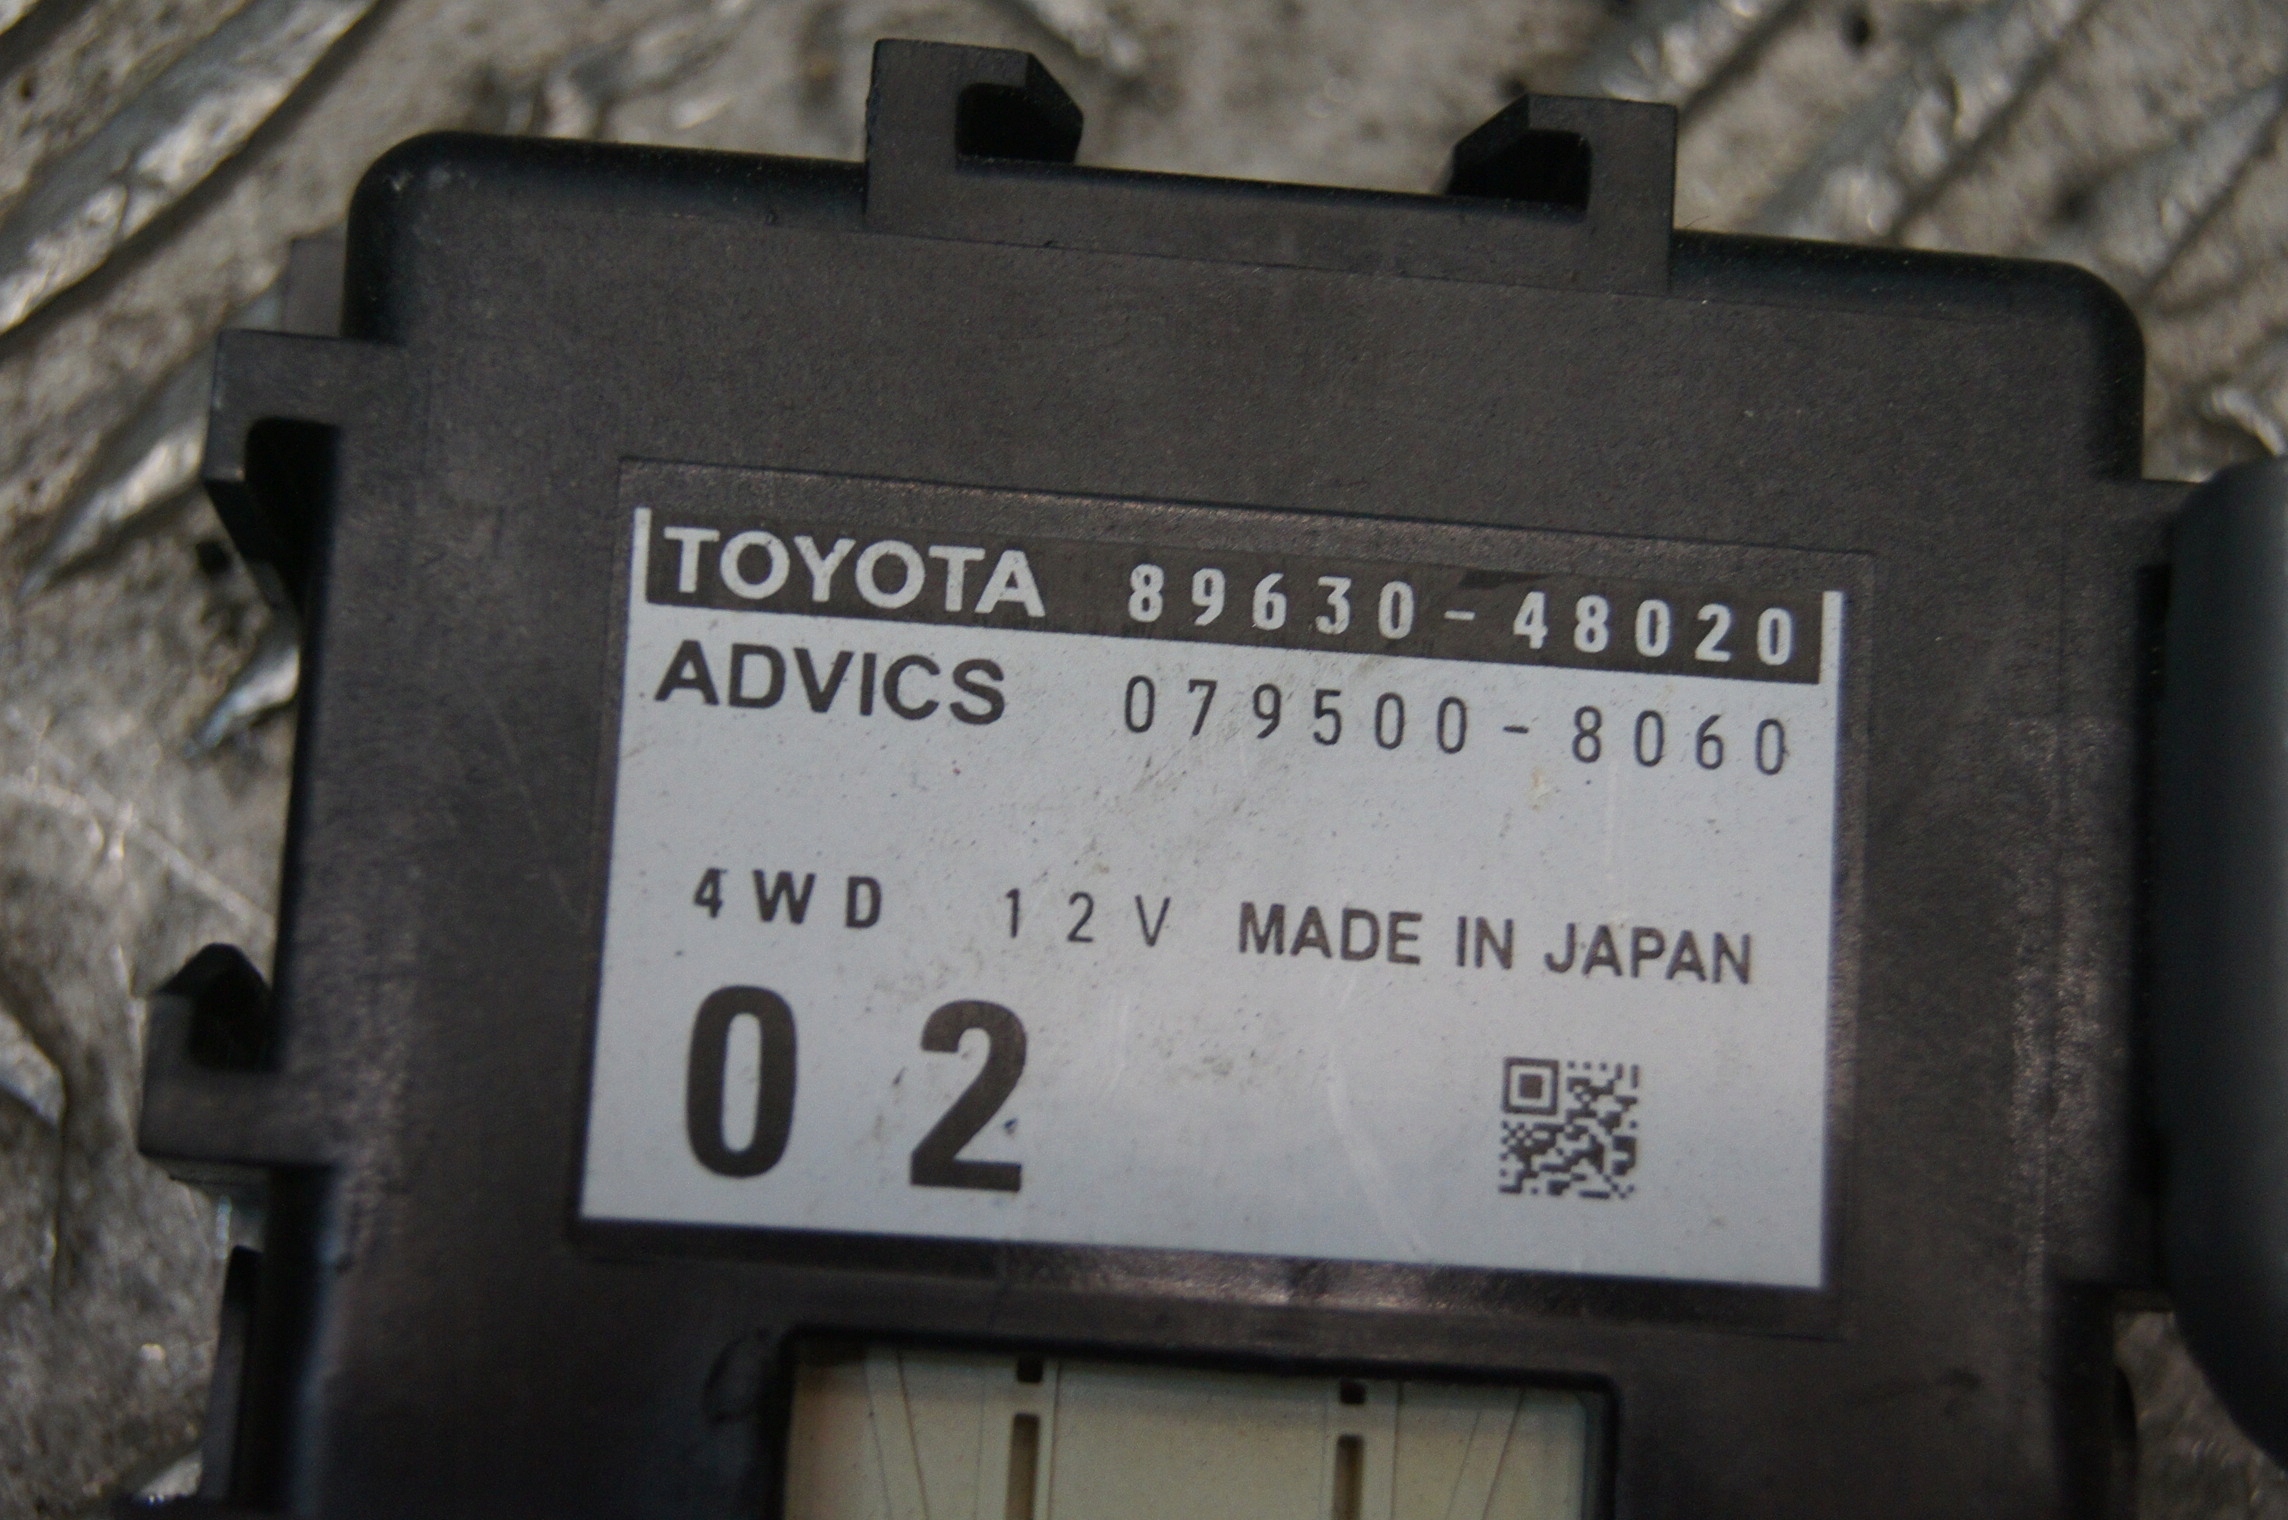 TOYOTA 89630-48020
ADVICS 079500-8060
4WD 12V MADE IN JAPAN
02